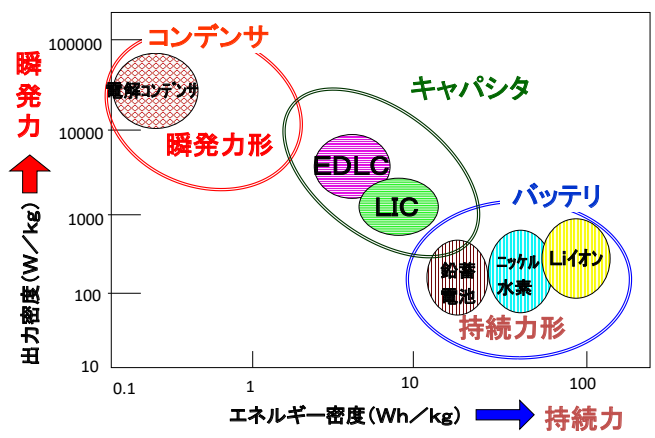 コンデンサ
100000
瞬発力
電解コンデンサ
キャパシタ
10000
瞬発力形
EDLC
バッテリ
LIC
1000
出力密度(W/kg)
鉛蓄
電池
ニッケル
水素
Liイオン
100
持続力形
10
0.1
1
10
100
エネルギー密度(Wh/kg)
持続力